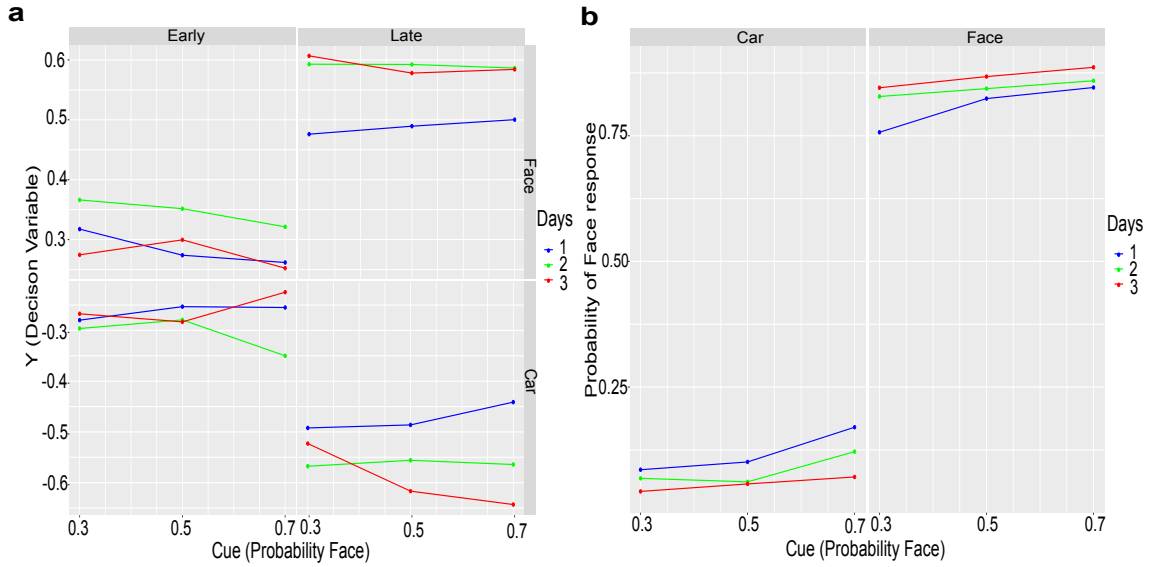 a
Early
Late
Y (Decison Variable)
0.6
0.5
0.4
0.3
-0.3
-0.4
-0.5
-0.6
Face
Car
0.3
0.5
0.7
0.3
0.5
0.7
Cue (Probability Face)
Days
1
2
3
b
Car
Face
Probability of Face response
0.75
0.50
0.25
0.3
0.5
0.7
0.3
0.5
0.7
Cue (Probability Face)
Days
1
2
3